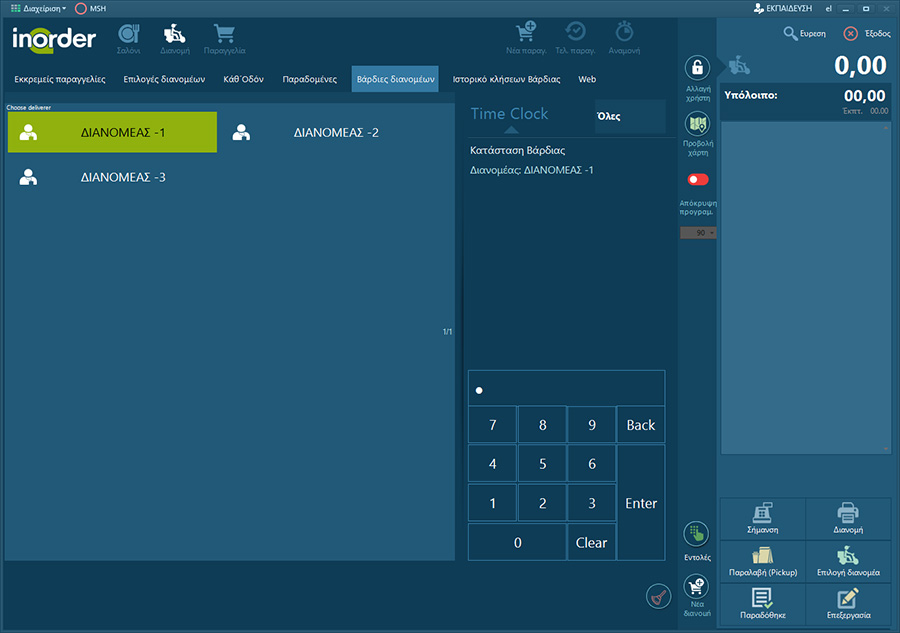 Διαχείριση MSH ΕΚΠΑΙΔΕΥΣΗ el
inorder
Σαλόνι Διανομή Παραγγελία
Νέα παραγ. Τελ. παραγ. Αναμονή
Ευρεση Έξοδος
Εκκρεμείς παραγγελίες Επιλογές διανομέων Κάθ΄Οδόν Παραδομένες Βάρδιες διανομέων Ιστορικό κλήσεων Βάρδιας Web
Choose deliverer
ΔΙΑΝΟΜΕΑΣ -1 ΔΙΑΝΟΜΕΑΣ -2
ΔΙΑΝΟΜΕΑΣ -3
1/1
Time Clock Όλες
Κατάσταση Βάρδιας
Διανομέας: ΔΙΑΝΟΜΕΑΣ -1
7 8 9 Back
4 5 6
1 2 3 Enter
0 Clear
Αλλαγή
χρήστη
Προβολή
χάρτη
Απόκρυψη
προγραμ.
90
Εντολές
Νέα
διανομή
0,00
Υπόλοιπο: 00,00
Έκπτ. 00.00
Σήμανση Διανομή
Παραλαβή (Pickup) Επιλογή διανομέα
Παραδόθηκε Επεξεργασία